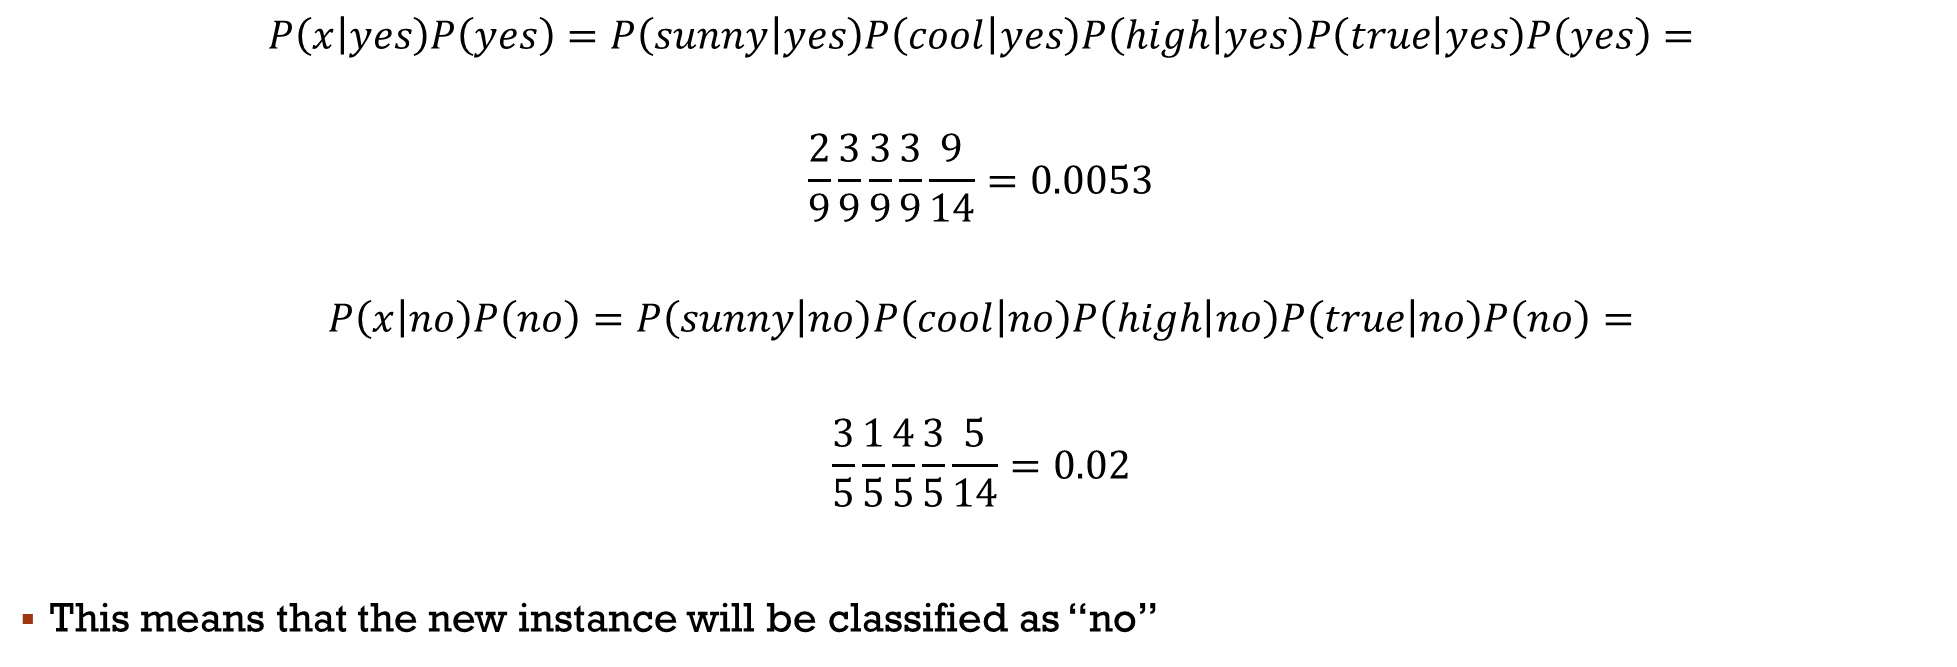 P(x|yes)P(yes) = P(sunny|yes)P(cool|yes)P(high|yes)P(true|yes)P(yes) =
2/9 3/9 3/9 3/9 9/14 = 0.0053
P(x|no)P(no) = P(sunny|no)P(cool|no)P(high|no)P(true|no)P(no) =
3/5 1/5 4/5 3/5 5/14 = 0.02
▪ This means that the new instance will be classified as “no”